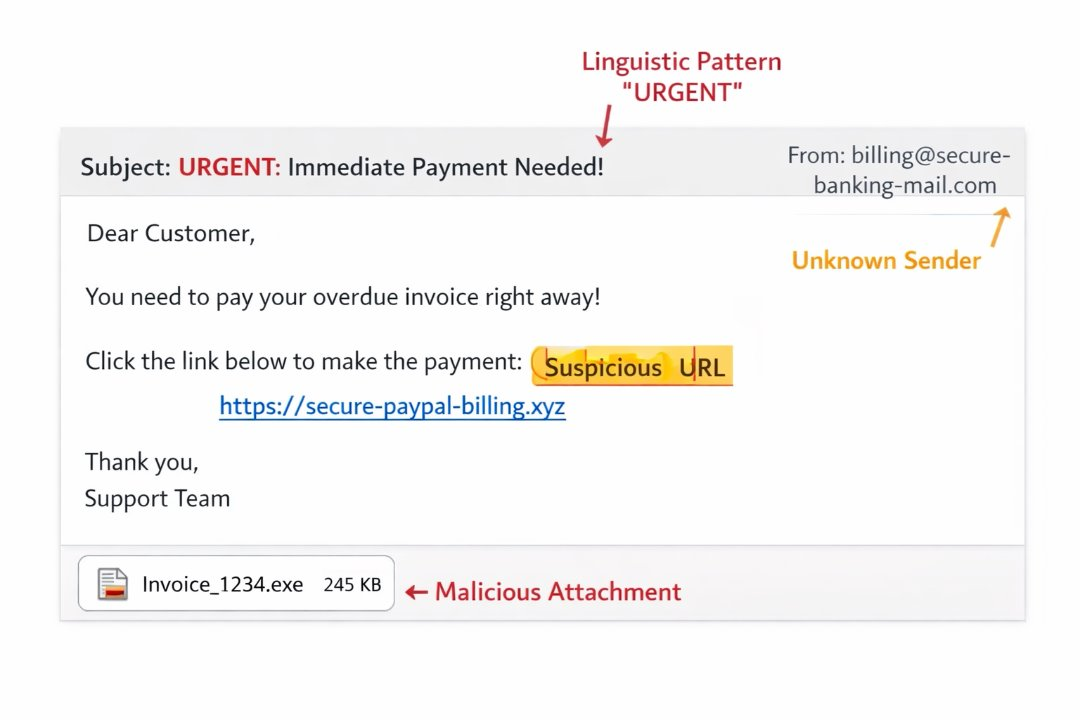 Linguistic Pattern
"URGENT"
Subject: URGENT: Immediate Payment Needed!
From: billing@secure-
banking-mail.com
Dear Customer,
Unknown Sender
You need to pay your overdue invoice right away!
Click the link below to make the payment: Suspicious URL
https://secure-paypal-billing.xyz
Thank you,
Support Team
Invoice_1234.exe 245 KB ← Malicious Attachment